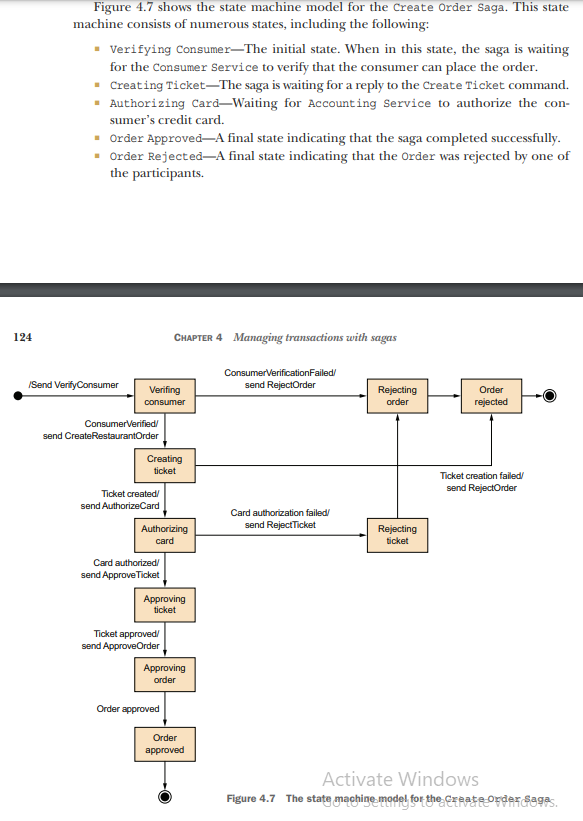 Figure 4.7 shows the state machine model for the Create Order Saga. This state
machine consists of numerous states, including the following:
■ Verifying Consumer—The initial state. When in this state, the saga is waiting
for the Consumer Service to verify that the consumer can place the order.
■ Creating Ticket—The saga is waiting for a reply to the Create Ticket command.
■ Authorizing Card—Waiting for Accounting Service to authorize the con-
sumer's credit card.
■ Order Approved—A final state indicating that the saga completed successfully.
■ Order Rejected—A final state indicating that the Order was rejected by one of
the participants.
124
CHAPTER 4 Managing transactions with sagas
/Send VerifyConsumer
Verifing
consumer
ConsumerVerificationFailed/
send RejectOrder
Rejecting
order
Order
rejected
ConsumerVerified/
send CreateRestaurantOrder
Creating
ticket
Ticket creation failed/
send RejectOrder
Ticket created/
send AuthorizeCard
Authorizing
card
Card authorization failed/
send RejectTicket
Rejecting
ticket
Card authorized/
send ApproveTicket
Approving
ticket
Ticket approved/
send ApproveOrder
Approving
order
Order approved
Order
approved
Activate Windows
Go to Settings to activate Windows.
Figure 4.7 The state machine model for the Create Order Saga